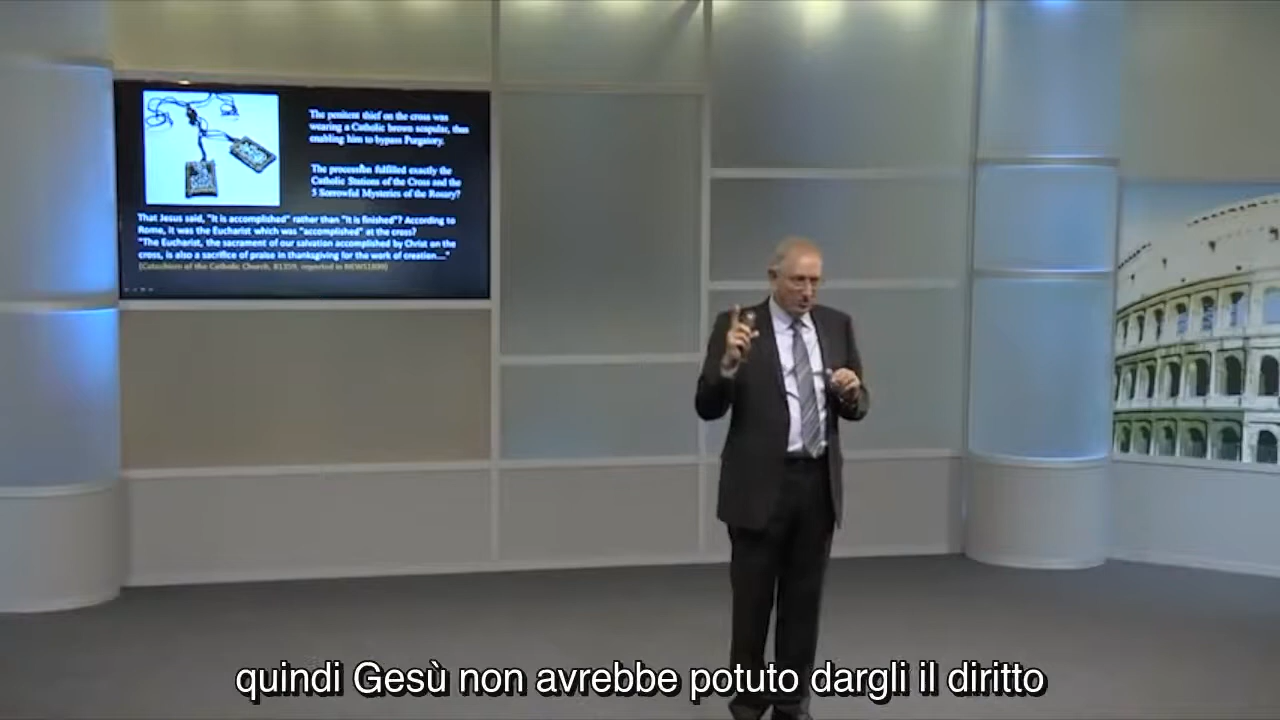 The penitent thief on the cross was
wearing a Catholic brown scapular, thus
enabling him to bypass Purgatory.
The procession fulfilled exactly the
Catholic Stations of the Cross and the
5 Sorrowful Mysteries of the Rosary?
That Jesus said, "It is accomplished" rather than "It is finished"? According to
Rome, it was the Eucharist which was "accomplished" at the cross?
"The Eucharist, the sacrament of our salvation accomplished by Christ on the
cross, is also a sacrifice of praise in thanksgiving for the work of creation...."
(Catechism of the Catholic Church, #1359, reported in NEWS1899)
quindi Gesù non avrebbe potuto dargli il diritto